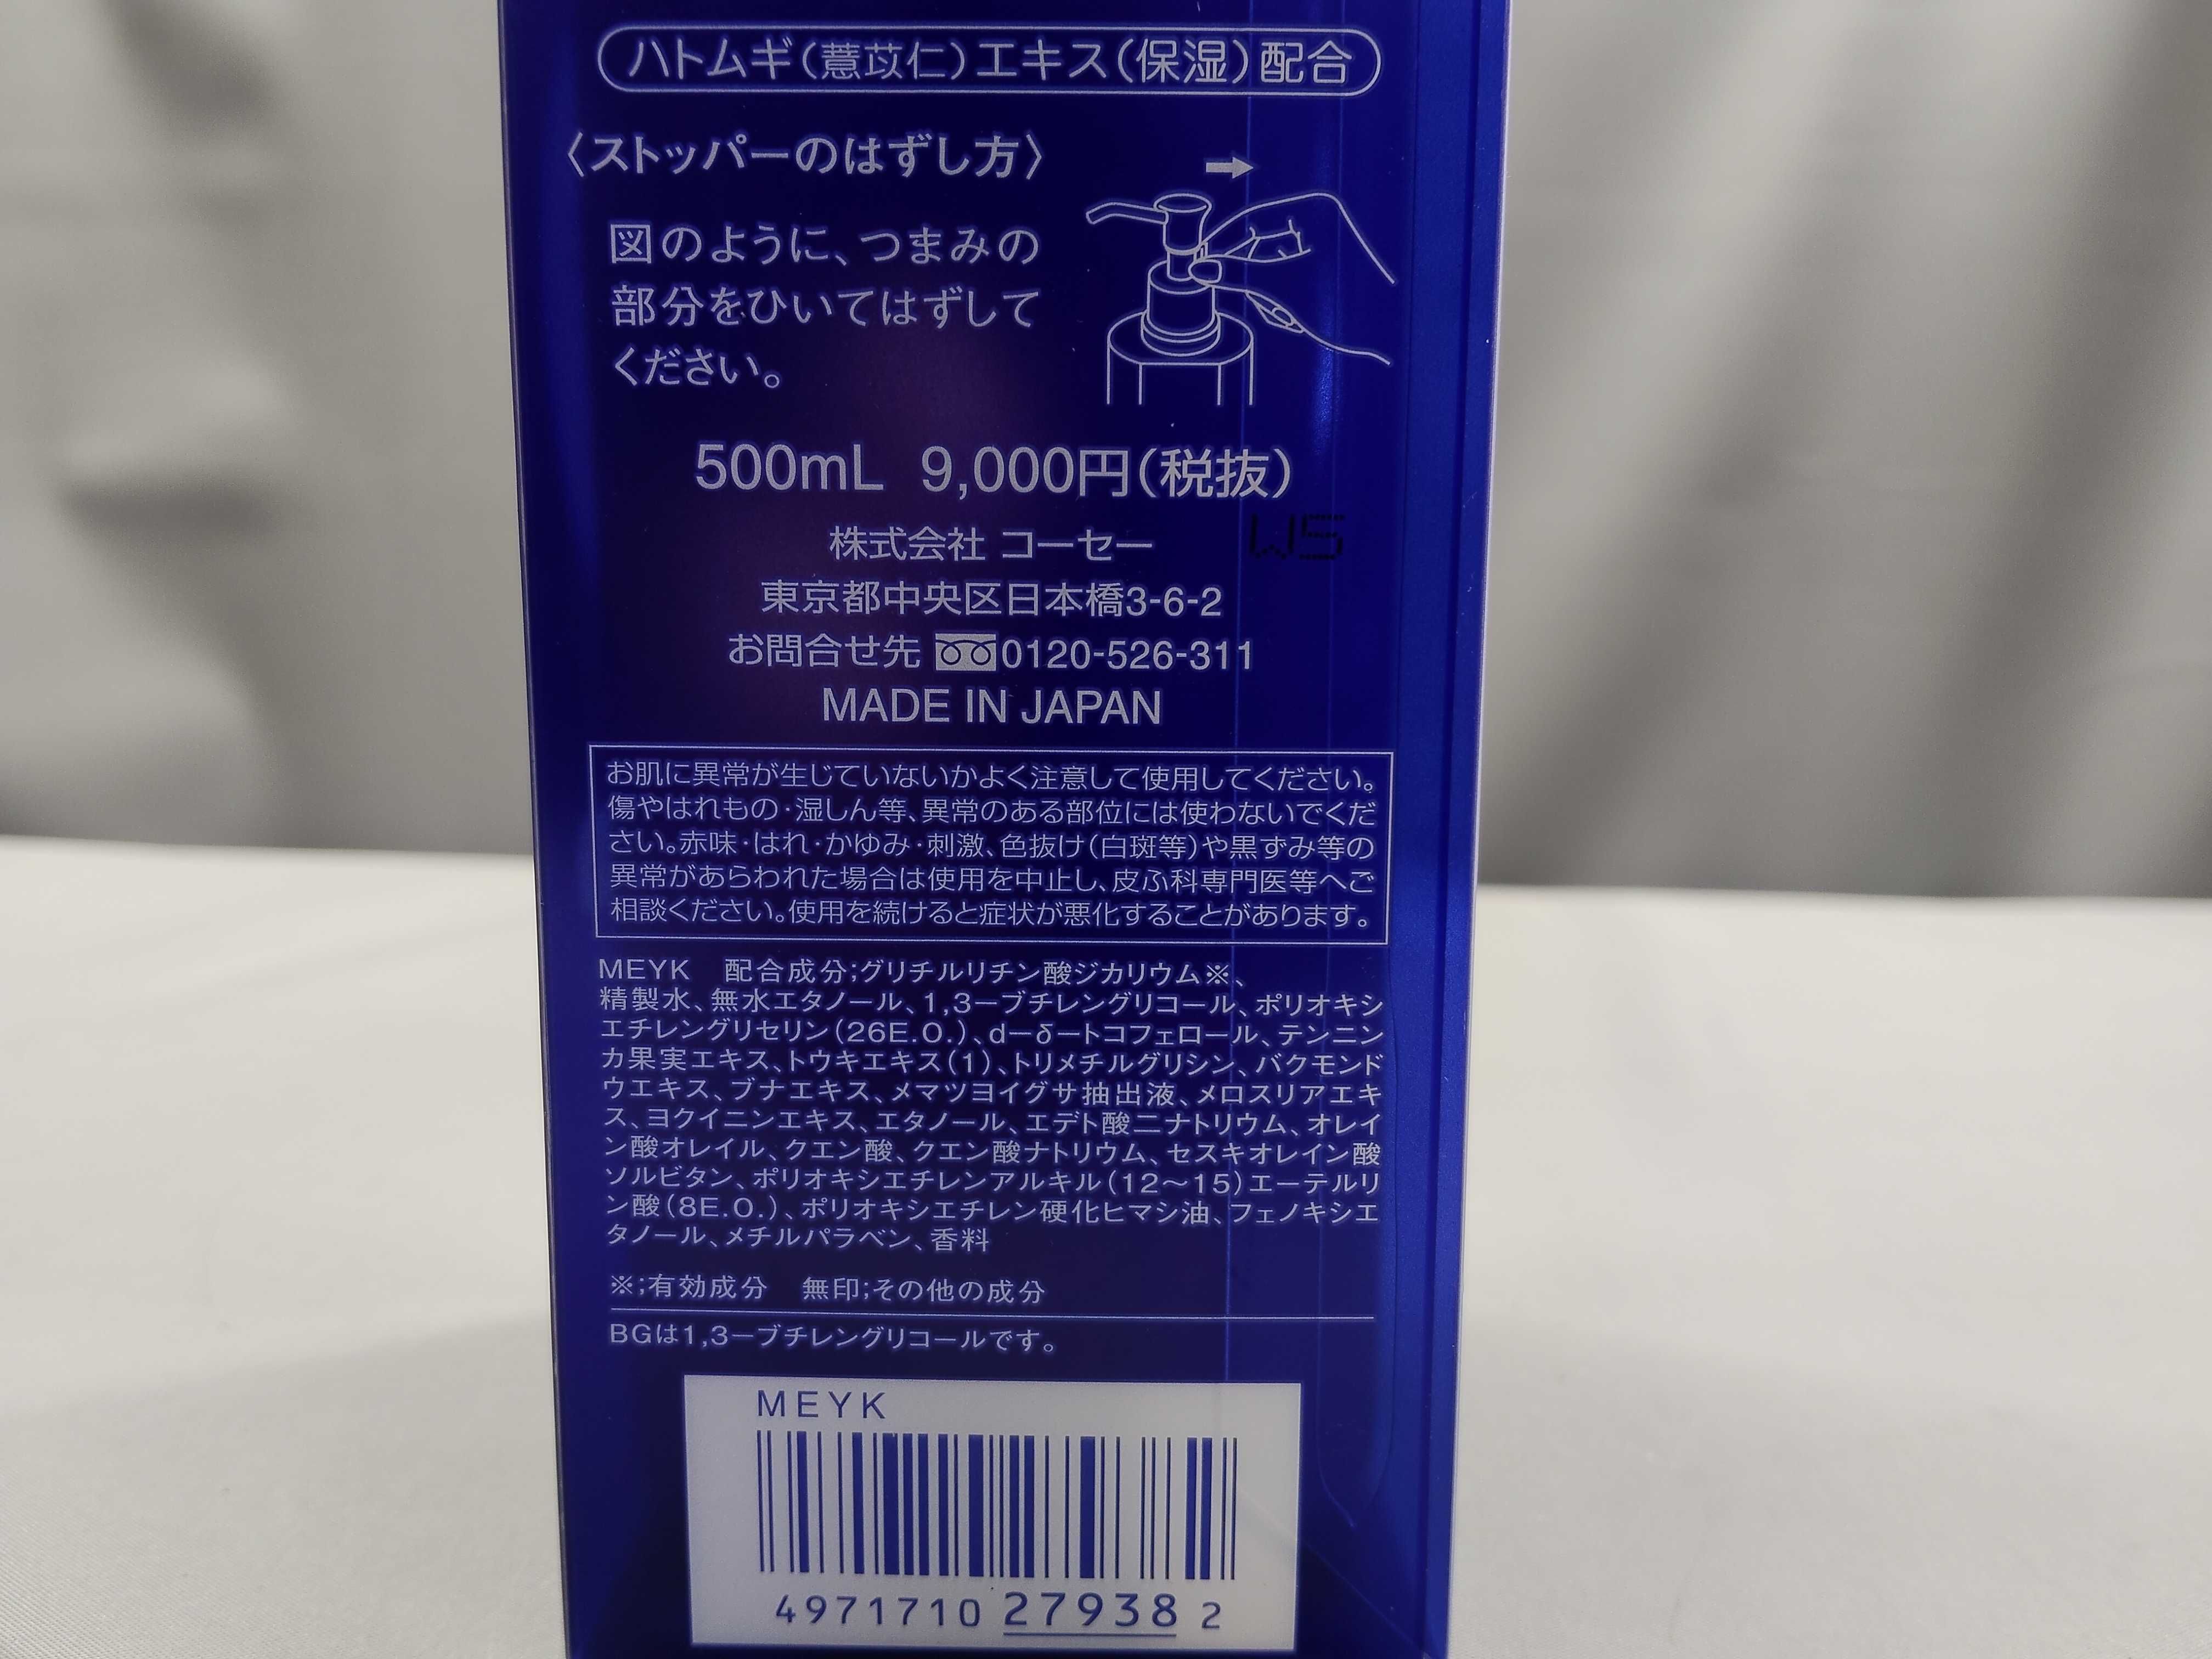 ハトムギ（薏苡仁）エキス（保湿）配合
〈ストッパーのはずし方〉
図のように、つまみの
部分をひいてはずして
ください。
500mL 9,000円（税抜）
株式会社 コーセー
W5
東京都中央区日本橋3-6-2
お問合せ先 0120-526-311
MADE IN JAPAN
お肌に異常が生じていないかよく注意して使用してください。
傷やはれもの・湿しん等、異常のある部位には使わないでくだ
さい。赤味・はれ・かゆみ・刺激、色抜け（白斑等）や黒ずみ等の
異常があらわれた場合は使用を中止し、皮ふ科専門医等へご
相談ください。使用を続けると症状が悪化することがあります。
MEYK 配合成分；グリチルリチン酸ジカリウム※、
精製水、無水エタノール、1,3－ブチレングリコール、ポリオキシ
エチレングリセリン（26E.O.）、d－δ－トコフェロール、テンニン
カ果実エキス、トウキエキス（1）、トリメチルグリシン、バクモンド
ウエキス、ブナエキス、メマツヨイグサ抽出液、メロスリアエキ
ス、ヨクイニンエキス、エタノール、エデト酸二ナトリウム、オレイ
ン酸オレイル、クエン酸、クエン酸ナトリウム、セスキオレイン酸
ソルビタン、ポリオキシエチレンアルキル（12～15）エーテルリ
ン酸（8E.O.）、ポリオキシエチレン硬化ヒマシ油、フェノキシエ
タノール、メチルパラベン、香料
※；有効成分 無印；その他の成分
BGは1,3－ブチレングリコールです。
MEYK
4971710 27938 2